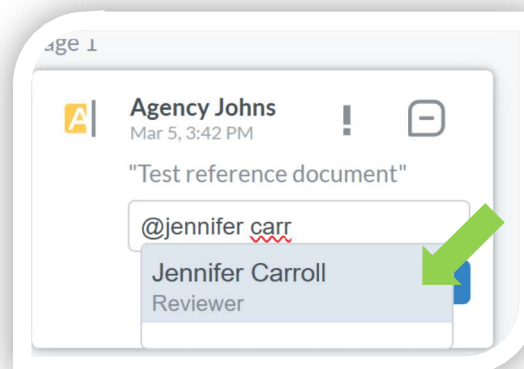 age 1
A
Agency Johns
Mar 5, 3:42 PM
!
"Test reference document"
@jennifer carr
Jennifer Carroll
Reviewer